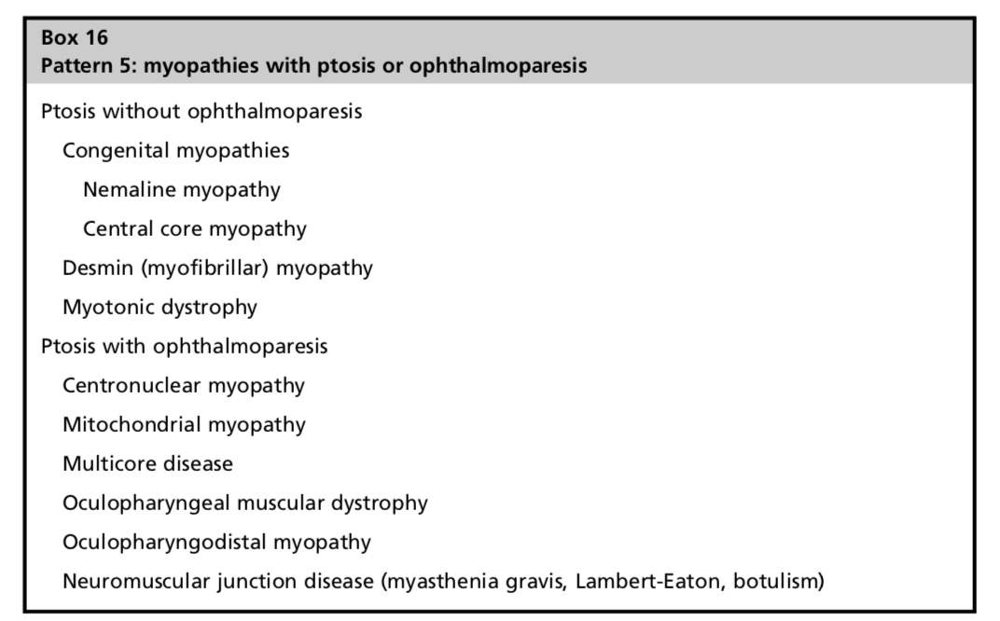 Box 16
Pattern 5: myopathies with ptosis or ophthalmoparesis
Ptosis without ophthalmoparesis
Congenital myopathies
Nemaline myopathy
Central core myopathy
Desmin (myofibrillar) myopathy
Myotonic dystrophy
Ptosis with ophthalmoparesis
Centronuclear myopathy
Mitochondrial myopathy
Multicore disease
Oculopharyngeal muscular dystrophy
Oculopharyngodistal myopathy
Neuromuscular junction disease (myasthenia gravis, Lambert-Eaton, botulism)